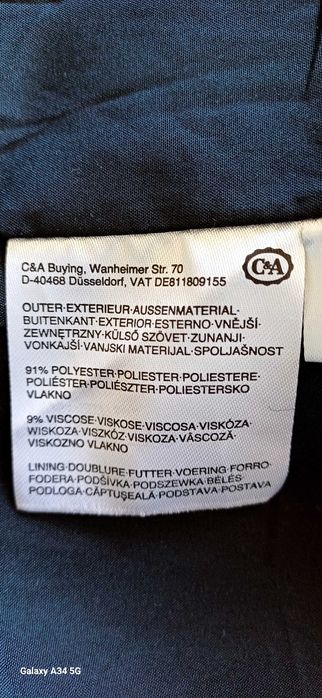 C&A Buying, Wanheimer Str. 70
D-40468 Düsseldorf, VAT DE811809155
C&A
OUTER·EXTERIEUR·AUSSENMATERIAL·
BUITENKANT·EXTERIOR·ESTERNO·VNĚJŠÍ·
ZEWNĘTRZNY·KÜLSŐ SZÖVET·ZUNANJI·
VONKAJŠÍ·VANJSKI MATERIJAL·SPOLJAŠNOST
91% POLYESTER·POLIESTER·POLIESTERE·
POLIÉSTER·POLIÉSZTER·POLIESTERSKO
VLAKNO
9% VISCOSE·VISKOSE·VISCOSA·VISKÓZA·
WISKOZA·VISZKÓZ·VISKOZA·VÂSCOZĂ·
VISKOZNO VLAKNO
LINING·DOUBLURE·FUTTER·VOERING·FORRO·
FODERA·PODŠÍVKA·PODSZEWKA·BÉLÉS·
PODLOGA·CĂPTUŞEALĂ·PODSTAVA·POSTAVA
Galaxy A34 5G